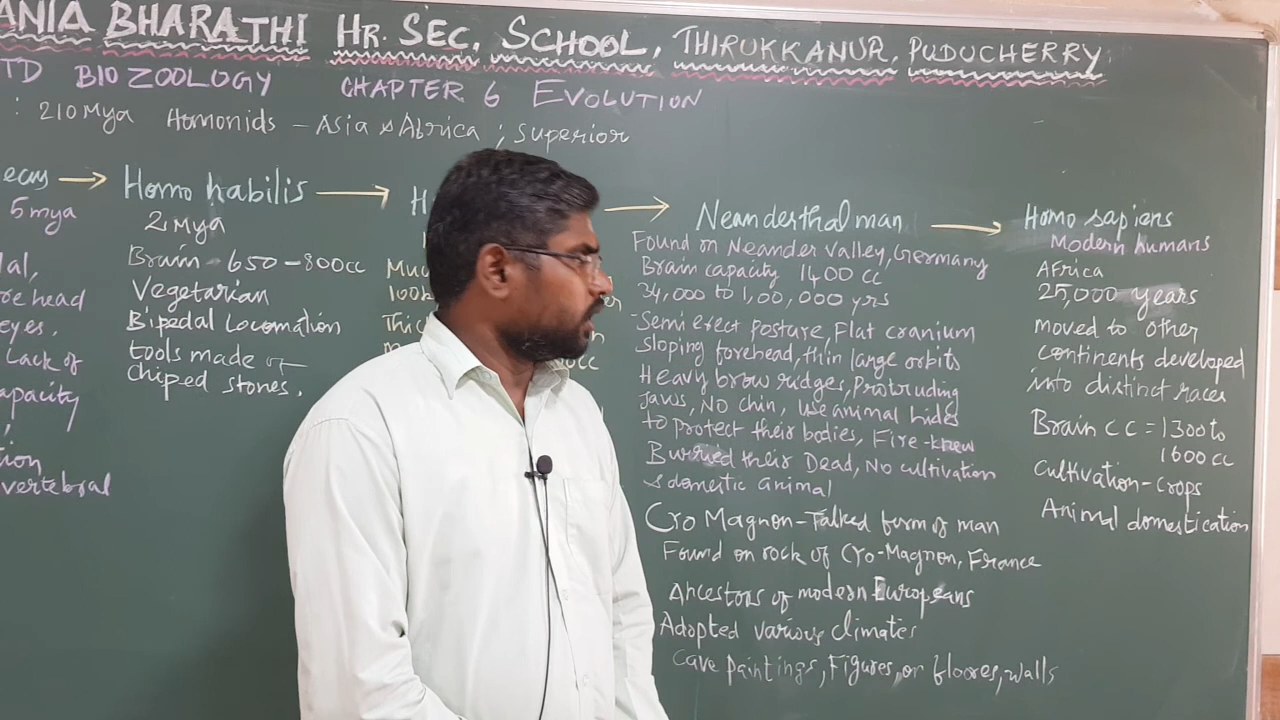 ANIA BHARATHI HR. SEC. SCHOOL, THIRUKKANUR, PUDUCHERRY.
TD BIO ZOOLOGY CHAPTER 6 EVOLUTION
: 210 Mya Homonids - Asia & Africa ; superior
ecus → Homo habilis → H → Neanderthal man → Homo sapiens
5 mya
lal,
ore head
eyes.
Lack of
apacity
;
tion
vertebral
2 Mya
Brain - 650 - 800cc
Vegetarian
Bipedal Locomation
tools made of
chiped stones.
Found on Neander valley, Germany
Brain capacity 1400 cc
34,000 to 1,00,000 yrs
Semi erect posture, Flat cranium
sloping forehead, thin large orbits
Heavy brow ridges, Protruding
jaws, No chin, Use animal hides
to protect their bodies, Fire-knew
Burried their Dead, No cultivation
& domestic animal
Cro Magnon - Talked form of man
Found on rock of Cro-Magnon, France
Ancestors of modern Europeans
Adopted various climates
Cave paintings, Figures, or floores, walls
Modern humans
Africa
25,000 years
moved to other
continents developed
into distinct races
Brain CC = 1300 to
1600 cc
Cultivation - crops
Animal domestication